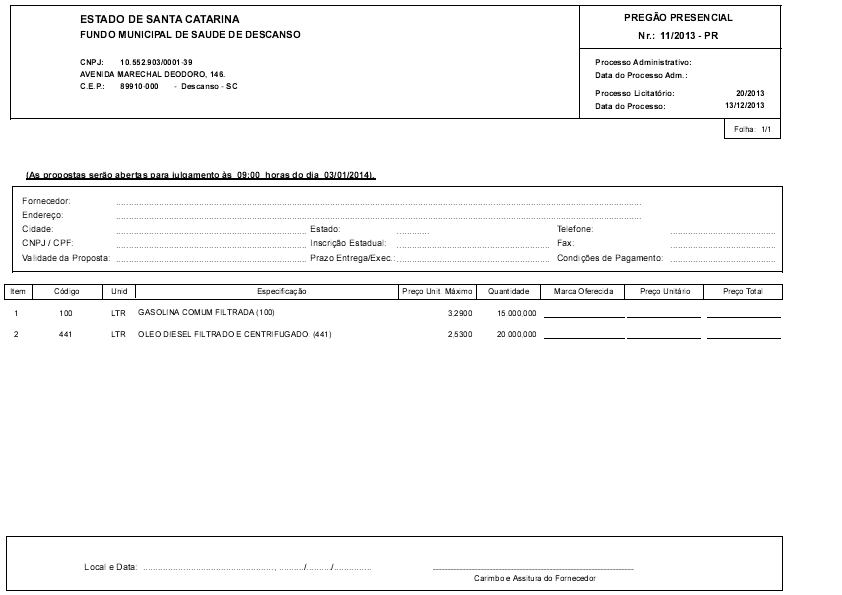 ESTADO DE SANTA CATARINA
FUNDO MUNICIPAL DE SAUDE DE DESCANSO
CNPJ: 10.552.903/0001-39
AVENIDA MARECHAL DEODORO, 146.
C.E.P.: 89910-000 - Descanso - SC
PREGÃO PRESENCIAL
Nr.: 11/2013 - PR
Processo Administrativo:
Data do Processo Adm.:
Processo Licitatório: 20/2013
Data do Processo: 13/12/2013
Folha: 1/1
(As propostas serão abertas para julgamento às 09:00 horas do dia 03/01/2014).
Fornecedor:
Endereço:
Cidade: Estado: Telefone:
CNPJ / CPF: Inscrição Estadual: Fax:
Validade da Proposta: Prazo Entrega/Exec.: Condições de Pagamento:
Item Código Unid Especificação Preço Unit. Máximo Quantidade Marca Oferecida Preço Unitário Preço Total
1 100 LTR GASOLINA COMUM FILTRADA (100) 3.2900 15.000,000
2 441 LTR OLEO DIESEL FILTRADO E CENTRIFUGADO. (441) 2.5300 20.000,000
Local e Data: ............................................, ........./........./.............
Carimbo e Assitura do Fornecedor